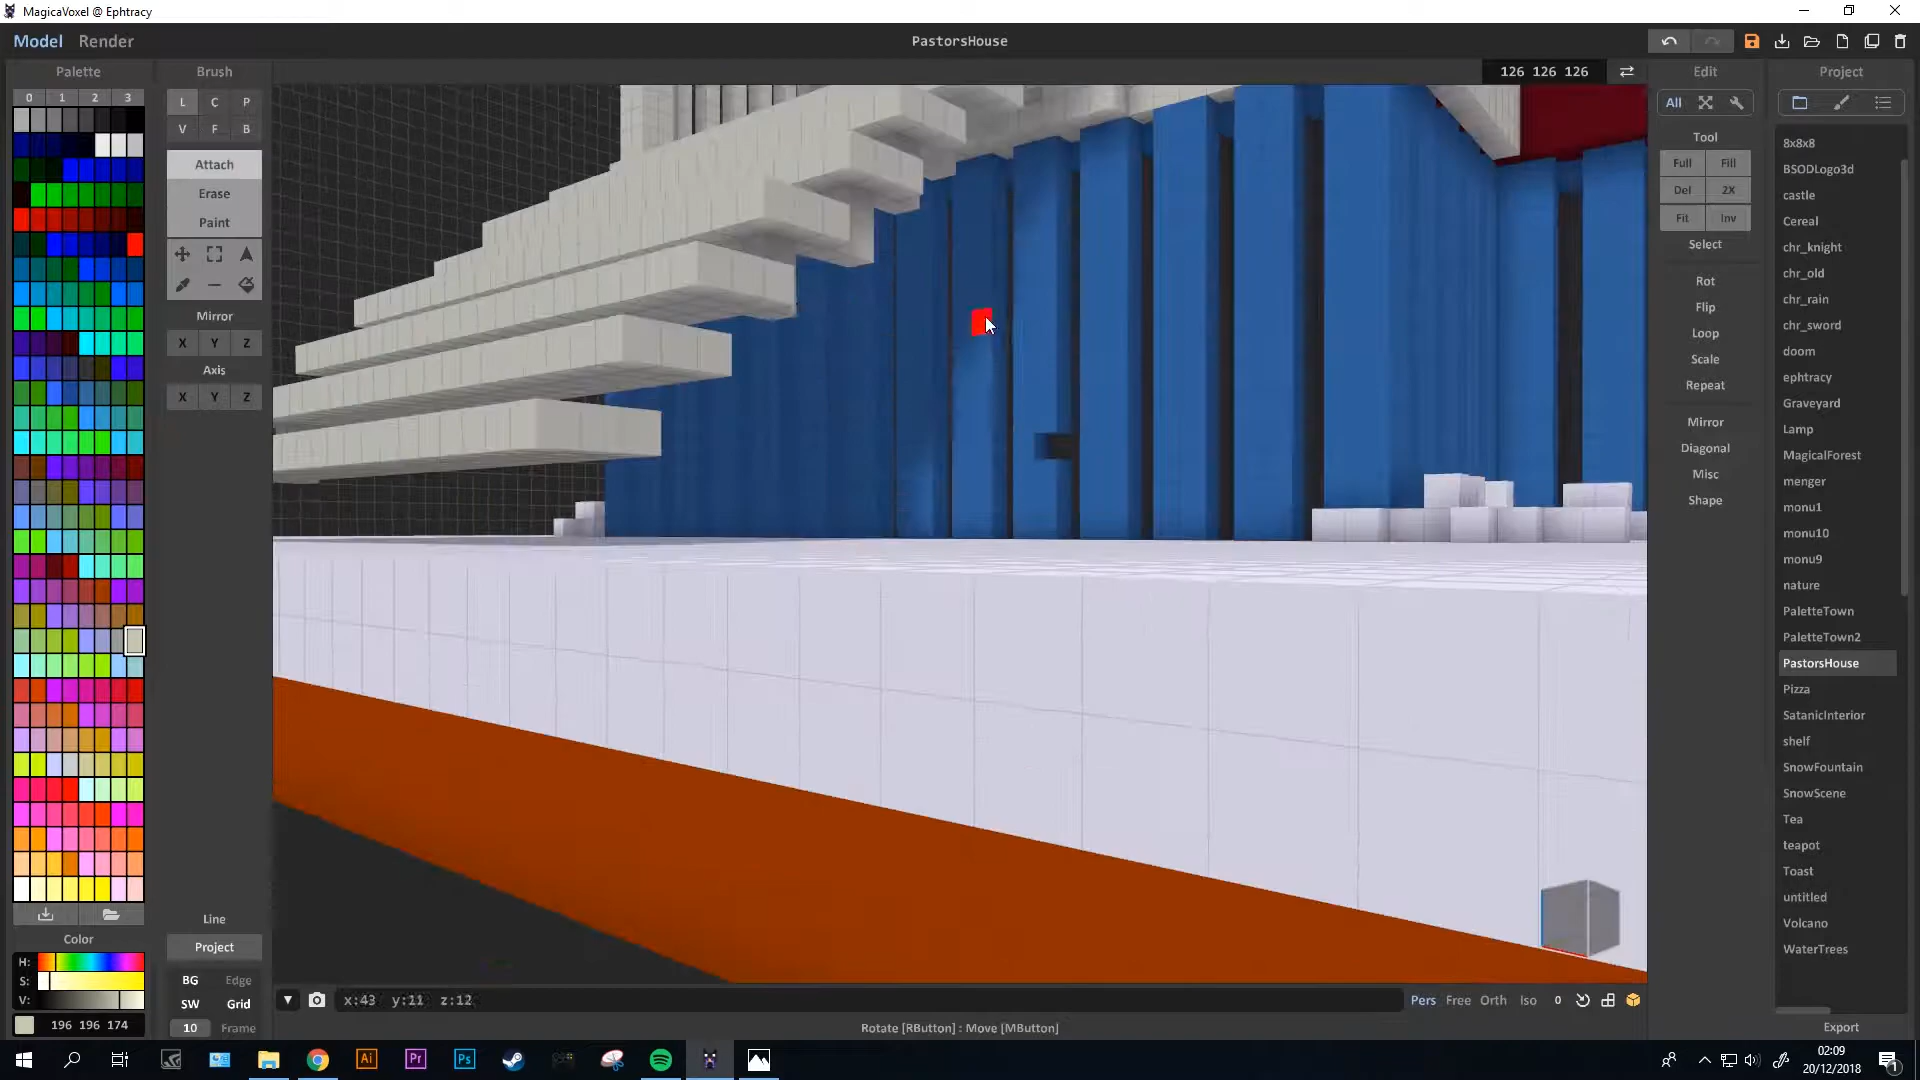 MagicaVoxel @ Ephtracy
Model Render
PastorsHouse
Palette
0 1 2 3
Brush
L C P
V F B
Attach
Erase
Paint
Mirror
X Y Z
Axis
X Y Z
Line
Project
BG Edge
SW Grid
10 Frame
Color
H:
S:
V:
196 196 174
126 126 126
Edit
All
Tool
Full Fill
Del 2X
Fit Inv
Select
Rot
Flip
Loop
Scale
Repeat
Mirror
Diagonal
Misc
Shape
Project
8x8x8
BSODLogo3d
castle
Cereal
chr_knight
chr_old
chr_rain
chr_sword
doom
ephtracy
Graveyard
Lamp
MagicalForest
menger
monu1
monu10
monu9
nature
PaletteTown
PaletteTown2
PastorsHouse
Pizza
SatanicInterior
shelf
SnowFountain
SnowScene
Tea
teapot
Toast
untitled
Volcano
WaterTrees
Export
x:43 y:11 z:12
Pers Free Orth Iso 0
Rotate [RButton] : Move [MButton]
Ai Pr Ps
02:09
20/12/2018
1